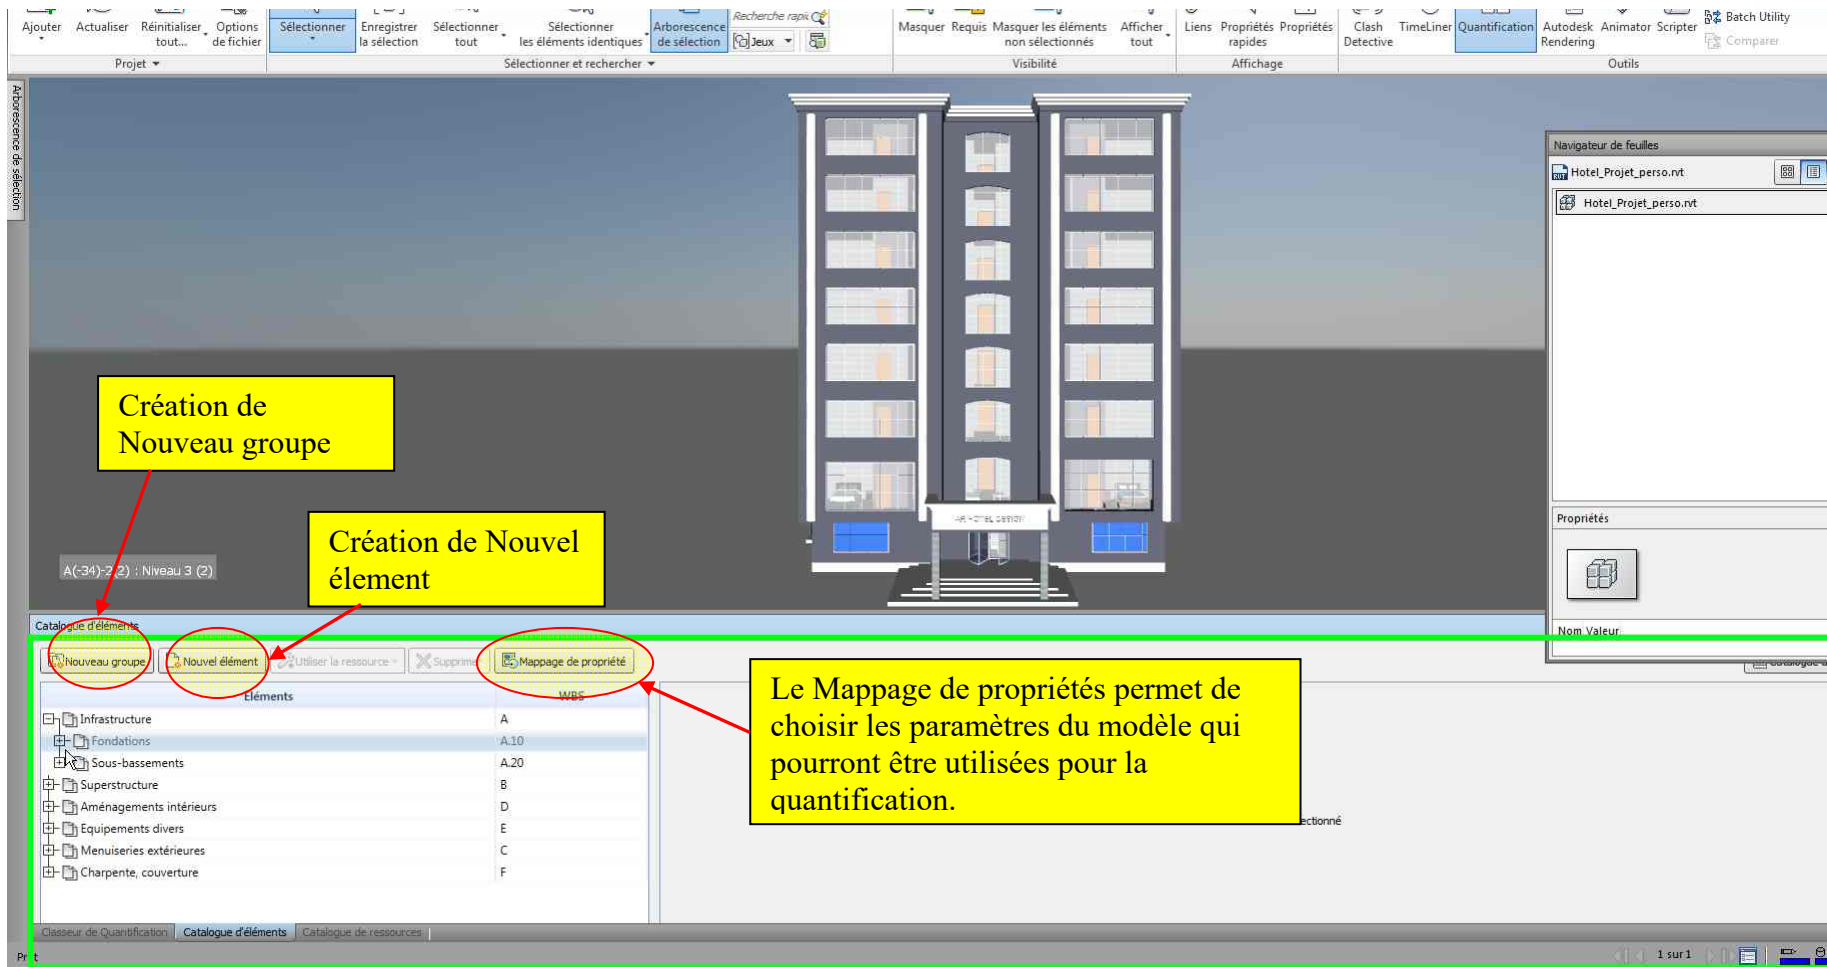 Ajouter Actualiser Réinitialiser tout... Options de fichier Sélectionner Enregistrer la sélection Sélectionner tout Sélectionner les éléments identiques Arborescence de sélection
Recherche rapic
Jeux
Masquer Requis Masquer les éléments non sélectionnés Afficher tout Liens Propriétés rapides Propriétés Clash Detective TimeLiner Quantification Autodesk Rendering Animator Scripter
Batch Utility
Comparer
Projet Sélectionner et rechercher Visibilité Affichage Outils
Arborescence de sélection
Navigateur de feuilles
Hotel_Projet_perso.rvt
Hotel_Projet_perso.rvt
Création de
Nouveau groupe
Création de Nouvel
élement
A(-34)-2(2) : Niveau 3 (2)
Propriétés
Nom Valeur
Catalogue d'éléments
Nouveau groupe Nouvel élément Utiliser la ressource Supprimer Mappage de propriété
Le Mappage de propriétés permet de
choisir les paramètres du modèle qui
pourront être utilisées pour la
quantification.
Eléments WBS
Infrastructure A
Fondations A.10
Sous-bassements A.20
Superstructure B
Aménagements intérieurs D
Equipements divers E
ectionné
Menuiseries extérieures C
Charpente, couverture F
Classeur de Quantification Catalogue d'éléments Catalogue de ressources
Prêt 1 sur 1